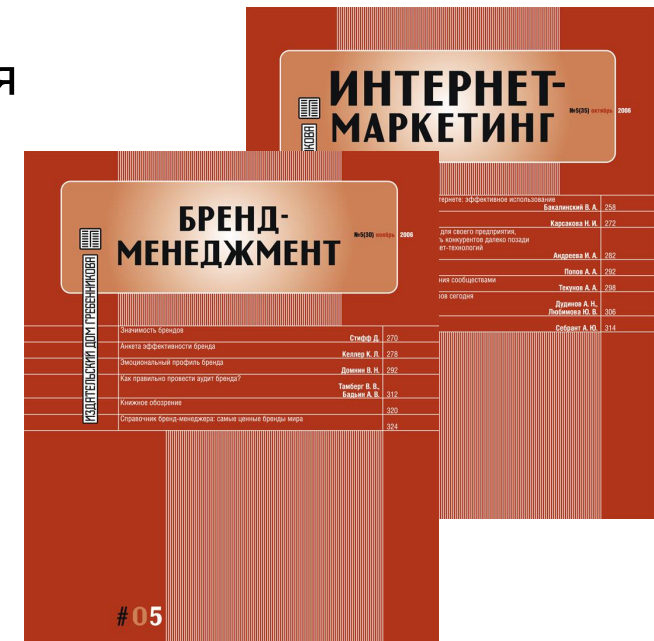 Я
ИНТЕРНЕТ-
МАРКЕТИНГ
№5(35) октябрь 2006
тернете: эффективное использование
Бакалинский В. А. 258
Карсакова Н. И. 272
для своего предприятия,
ь конкурентов далеко позади
ет-технологий
Андреева И. А. 282
Попов А. А. 292
ния сообществами
Текунов А. А. 298
ов сегодня
Дудинов А. Н.,
Любимова Ю. В. 306
Себрант А. Ю. 314
БРЕНД-
МЕНЕДЖМЕНТ
№5(30) ноябрь 2006
ИЗДАТЕЛЬСКИЙ ДОМ ГРЕБЕННИКОВА
Значимость брендов
Стифф Д. 270
Анкета эффективности бренда
Келлер К. Л. 278
Эмоциональный профиль бренда
Домнин В. Н. 292
Как правильно провести аудит бренда?
Тамберг В. В.,
Бадьин А. В. 312
Книжное обозрение
320
Справочник бренд-менеджера: самые ценные бренды мира
324
#05